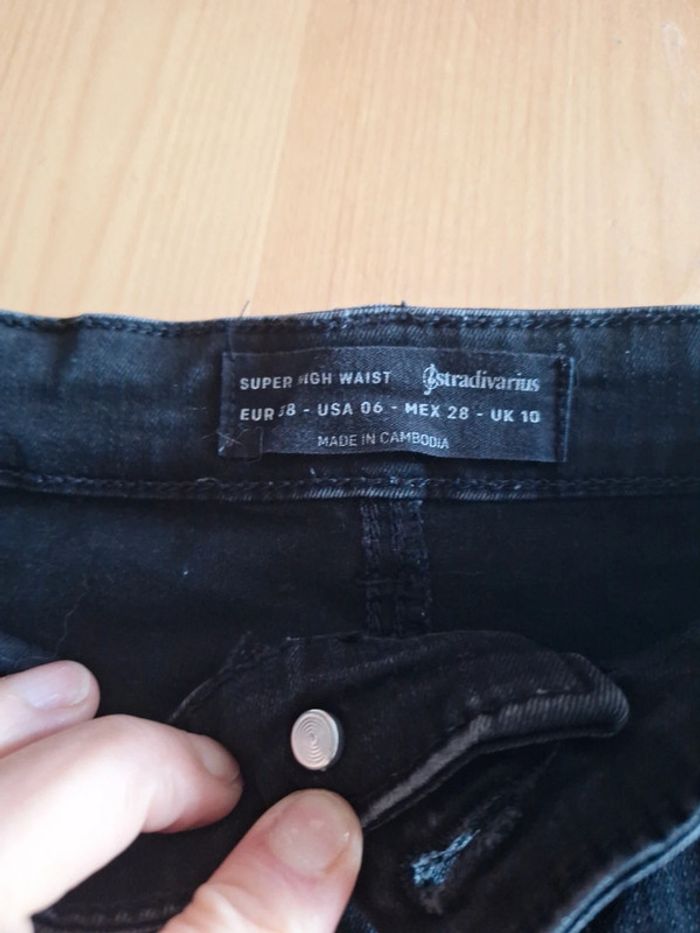 SUPER HIGH WAIST stradivarius
EUR 38 - USA 06 - MEX 28 - UK 10
MADE IN CAMBODIA